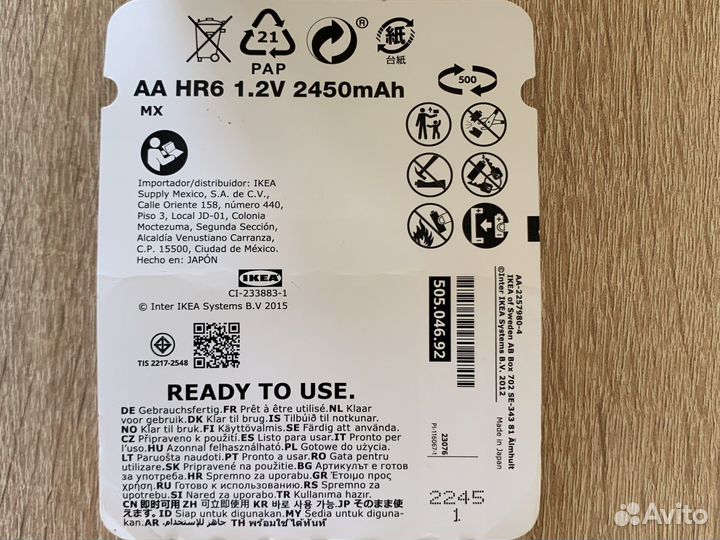 21
PAP
®
紙
台紙
AA HR6 1.2V 2450mAh
500
MX
Importador/distribuidor: IKEA
Supply Mexico, S.A. de C.V.,
Calle Oriente 158, número 440,
Piso 3, Local JD-01, Colonia
Moctezuma, Segunda Sección,
Alcaldía Venustiano Carranza,
C.P. 15500, Ciudad de México.
Hecho en: JAPÓN
IKEA
CI-233883-1
© Inter IKEA Systems B.V 2015
TIS 2217-2548
505.046.92
AA-2257980-4
IKEA of Sweden AB Box 702 SE-343 81 Älmhult
©Inter IKEA Systems B.V. 2012
Made in Japan
23076
PI-116057-1
READY TO USE.
DE Gebrauchsfertig.FR Prêt à être utilisé.NL Klaar
voor gebruik.DK Klar til brug.IS Tilbúið til notkunar.
NO Klar til bruk.FI Käyttövalmis.SE Färdig att använda.
CZ Připraveno k použití.ES Listo para usar.IT Pronto per
l'uso.HU Azonnal felhasználható.PL Gotowe do użycia.
LT Paruošta naudoti.PT Pronto a usar.RO Gata pentru
utilizare.SK Pripravené na použitie.BG Артикулът е готов
за употреба.HR Spremno za uporabu.GR Έτοιμο προς
χρήση.RU Готово к использованию.RS Spremno za
upotrebu.SI Nared za uporabo.TR Kullanıma hazır.
CN 即时可用 ZH 可立即使用 KR 바로 사용 가능 JP そのまま使
えます。ID Siap untuk digunakan.MY Sedia untuk diguna-
kan.AR جاهز للإستخدام. TH พร้อมใช้ได้ทันที
2245
1
Avito